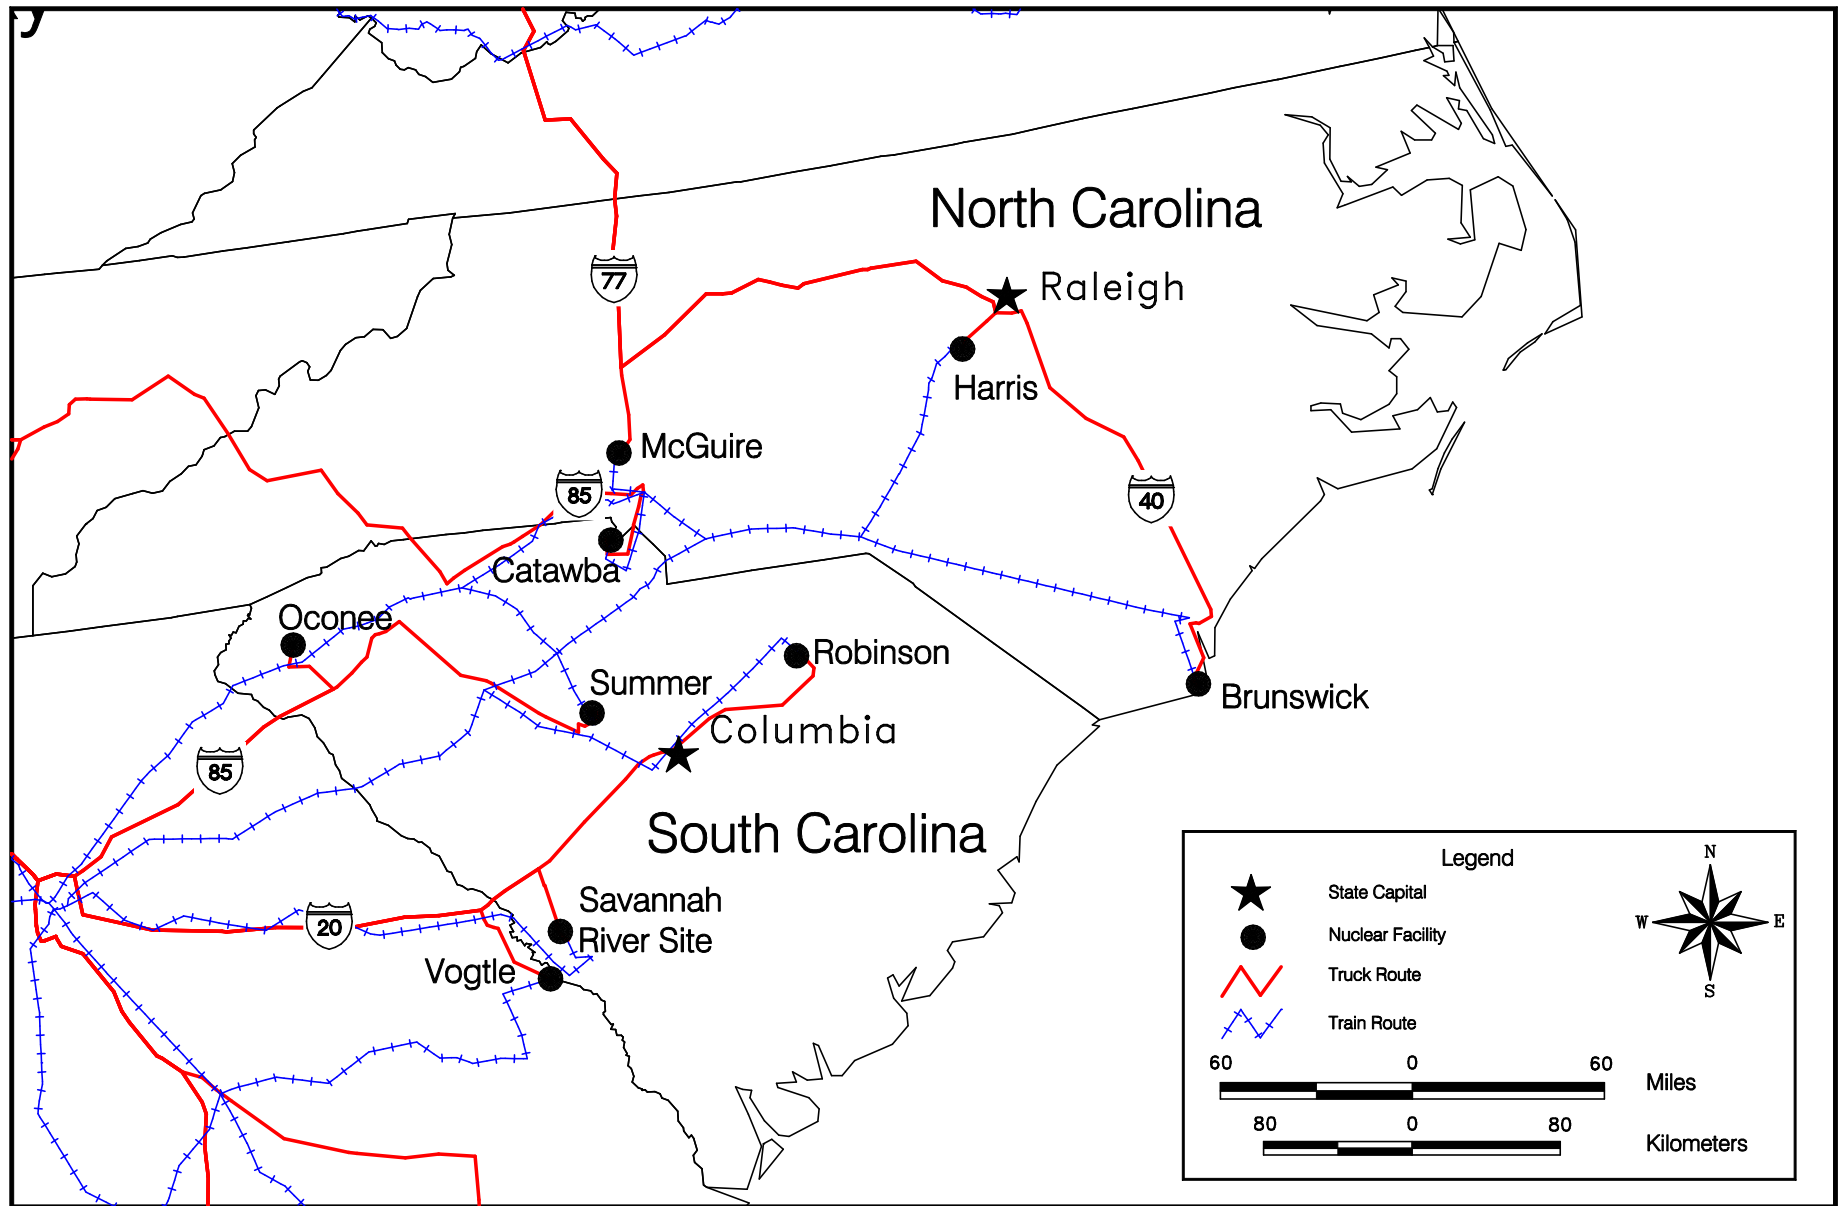 y
North Carolina
77
Raleigh
Harris
McGuire
85
40
Catawba
Oconee
Robinson
Summer
Brunswick
Columbia
85
South Carolina
Legend
State Capital
Nuclear Facility
Truck Route
Train Route
N
W
E
S
Savannah
River Site
20
Vogtle
60 0 60
Miles
80 0 80
Kilometers